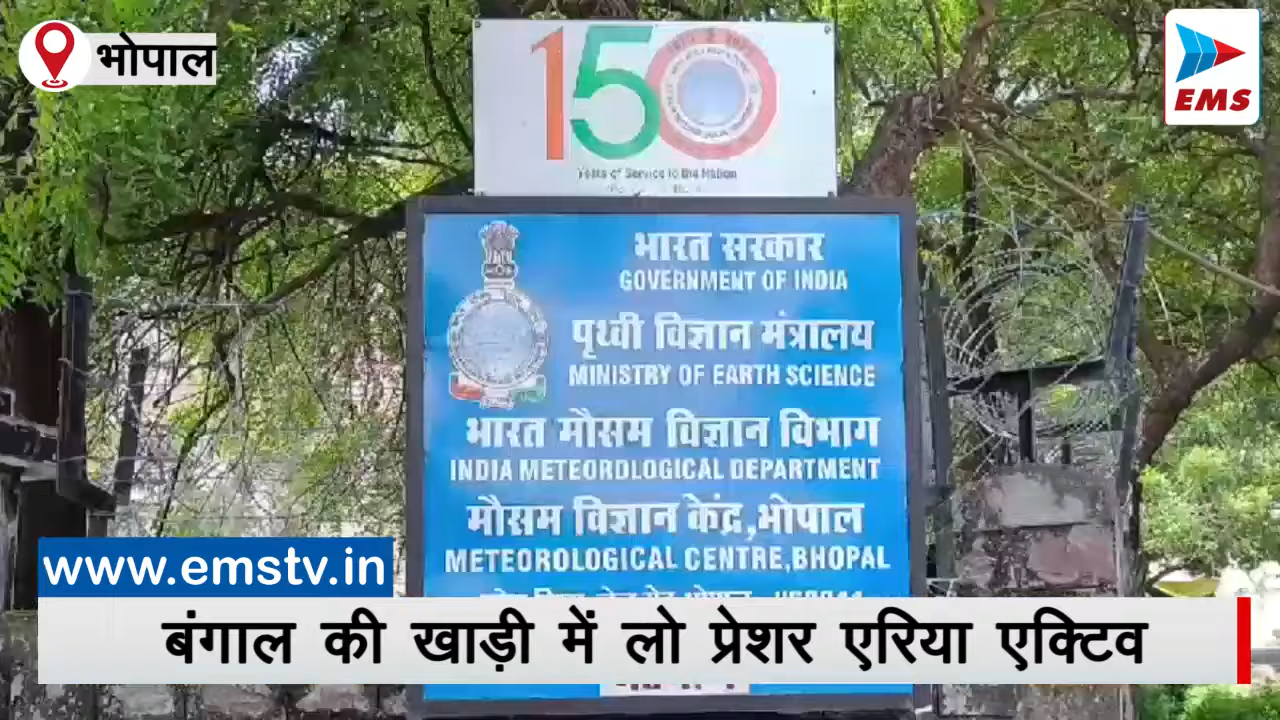 भोपाल
EMS
150
Years of Service to the Nation
भारत सरकार
GOVERNMENT OF INDIA
पृथ्वी विज्ञान मंत्रालय
MINISTRY OF EARTH SCIENCE
भारत मौसम विज्ञान विभाग
INDIA METEOROLOGICAL DEPARTMENT
मौसम विज्ञान केंद्र,भोपाल
METEOROLOGICAL CENTRE,BHOPAL
www.emstv.in
बंगाल की खाड़ी में लो प्रेशर एरिया एक्टिव